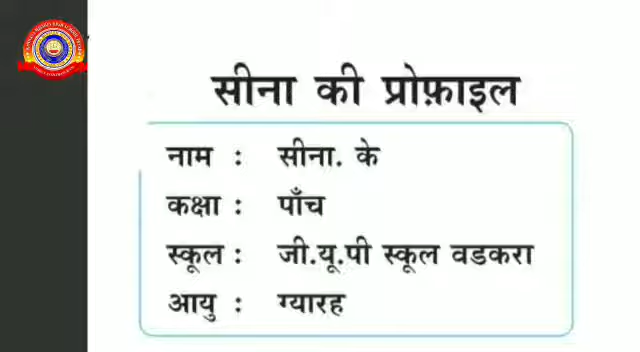 सीना की प्रोफ़ाइल
नाम : सीना. के
कक्षा : पाँच
स्कूल : जी.यू.पी स्कूल वडकरा
आयु : ग्यारह